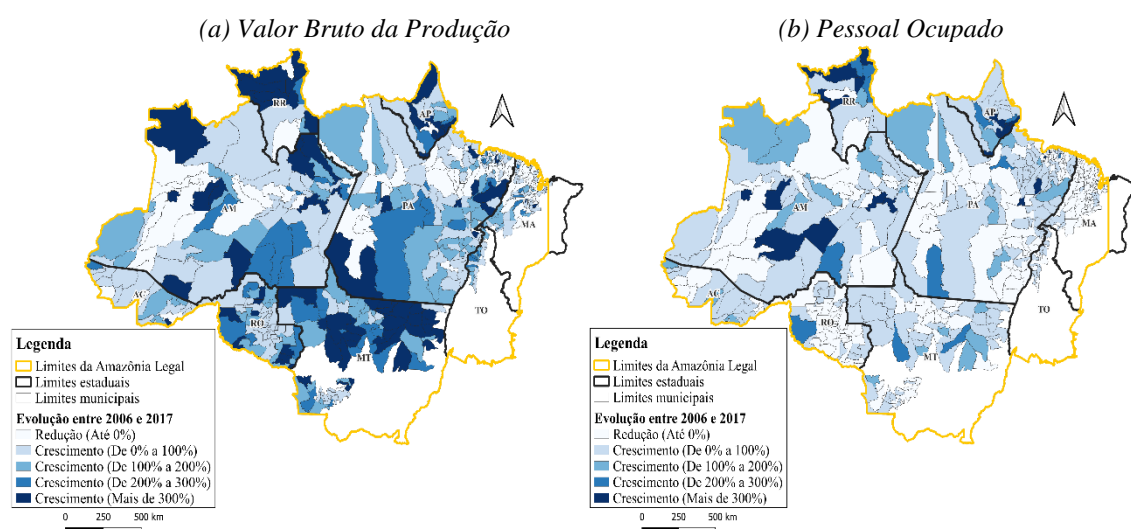 (a) Valor Bruto da Produção
RR
AP
AM
PA
MA
AC
RO
TO
MT
Legenda
Limites da Amazônia Legal
Limites estaduais
Limites municipais
Evolução entre 2006 e 2017
Redução (Até 0%)
Crescimento (De 0% a 100%)
Crescimento (De 100% a 200%)
Crescimento (De 200% a 300%)
Crescimento (Mais de 300%)
0 250 500 km
(b) Pessoal Ocupado
RR
AP
AM
PA
MA
AC
RO
TO
MT
Legenda
Limites da Amazônia Legal
Limites estaduais
Limites municipais
Evolução entre 2006 e 2017
Redução (Até 0%)
Crescimento (De 0% a 100%)
Crescimento (De 100% a 200%)
Crescimento (De 200% a 300%)
Crescimento (Mais de 300%)
0 250 500 km